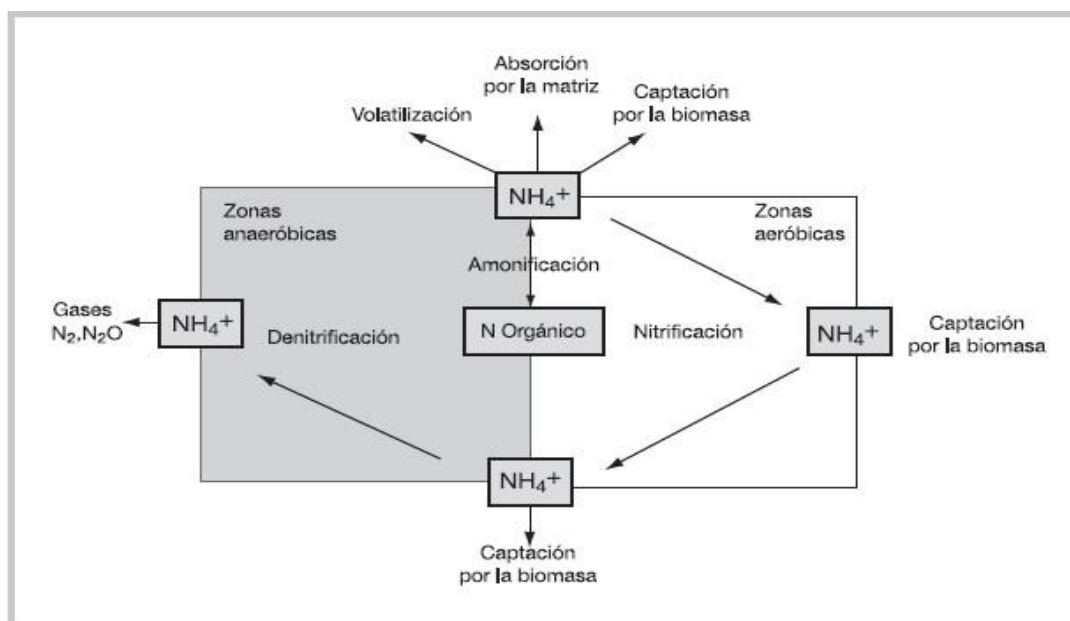 Absorción
por la matriz
Captación
por la biomasa
Volatilización
NH₄⁺
Zonas
anaeróbicas
Zonas
aeróbicas
Amonificación
Gases
N₂,N₂O
NH₄⁺
Denitrificación
N Orgánico
Nitrificación
NH₄⁺
Captación
por la biomasa
NH₄⁺
Captación
por la biomasa